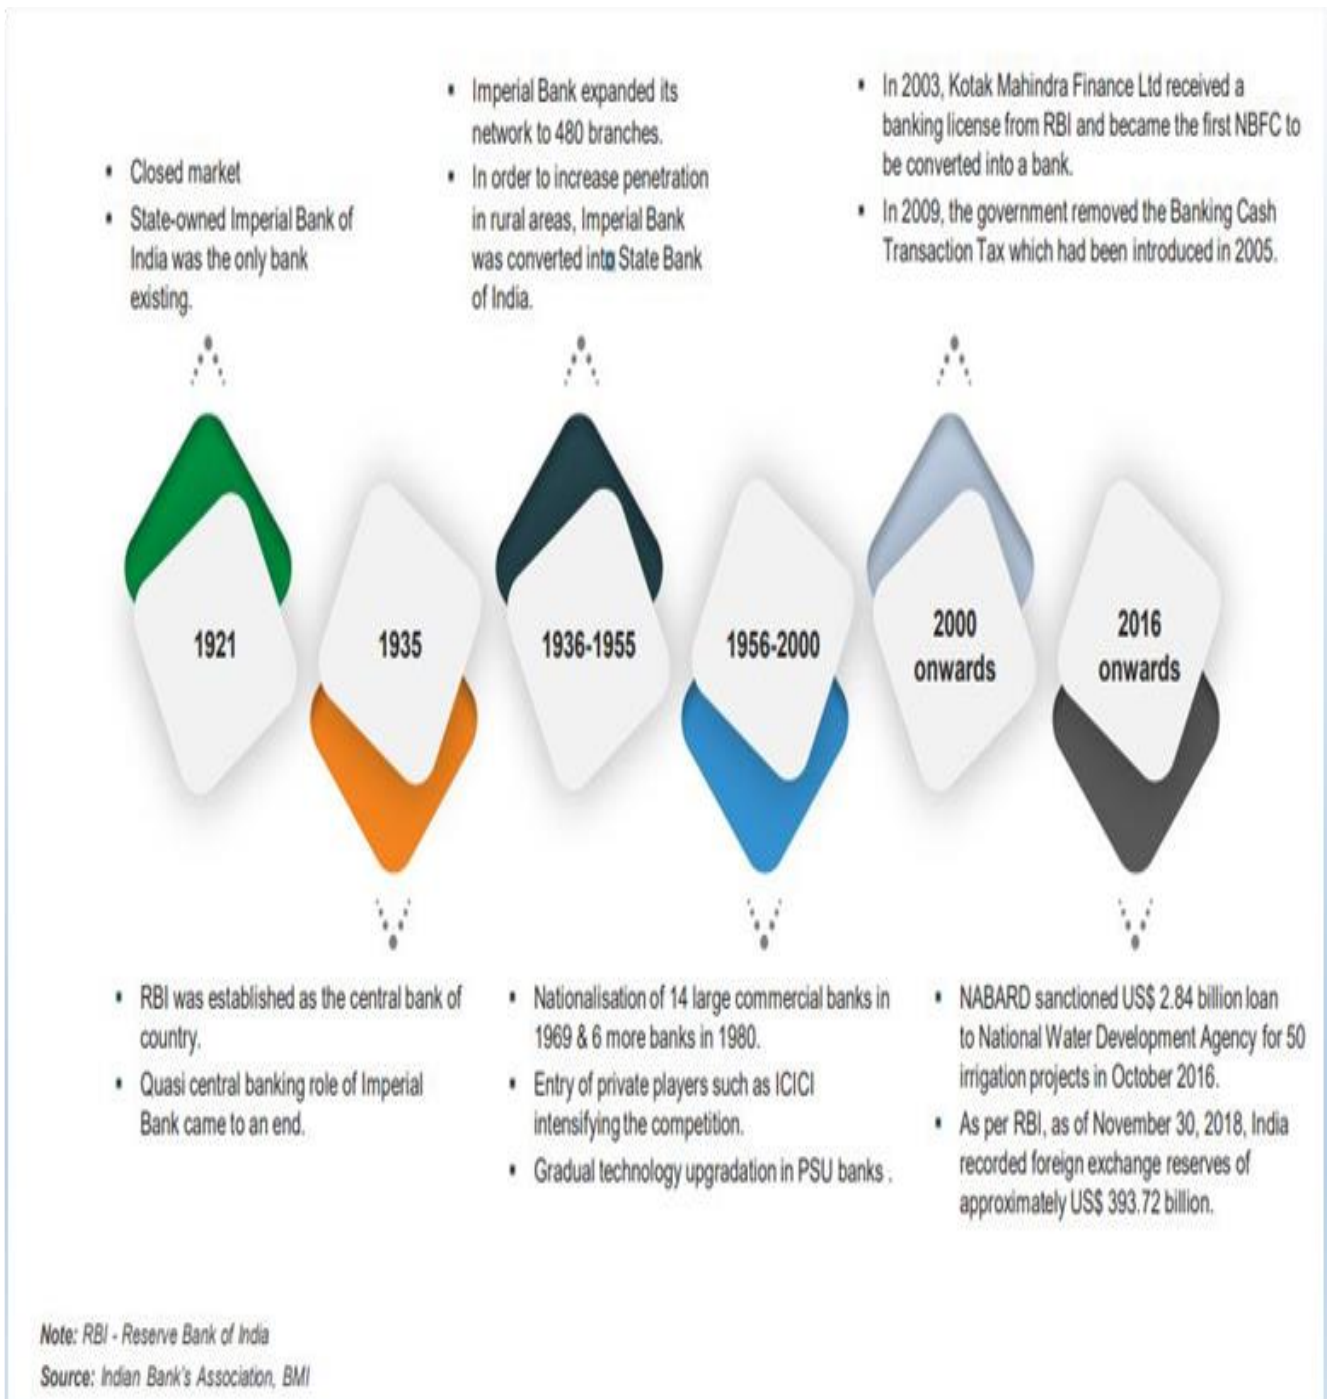 ▪ Closed market
▪ State-owned Imperial Bank of
India was the only bank
existing.
▪ Imperial Bank expanded its
network to 480 branches.
▪ In order to increase penetration
in rural areas, Imperial Bank
was converted into State Bank
of India.
▪ In 2003, Kotak Mahindra Finance Ltd received a
banking license from RBI and became the first NBFC to
be converted into a bank.
▪ In 2009, the government removed the Banking Cash
Transaction Tax which had been introduced in 2005.
1921
1935
1936-1955
1956-2000
2000
onwards
2016
onwards
▪ RBI was established as the central bank of
country.
▪ Quasi central banking role of Imperial
Bank came to an end.
▪ Nationalisation of 14 large commercial banks in
1969 & 6 more banks in 1980.
▪ Entry of private players such as ICICI
intensifying the competition.
▪ Gradual technology upgradation in PSU banks .
▪ NABARD sanctioned US$ 2.84 billion loan
to National Water Development Agency for 50
irrigation projects in October 2016.
▪ As per RBI, as of November 30, 2018, India
recorded foreign exchange reserves of
approximately US$ 393.72 billion.
Note: RBI - Reserve Bank of India
Source: Indian Bank's Association, BMI